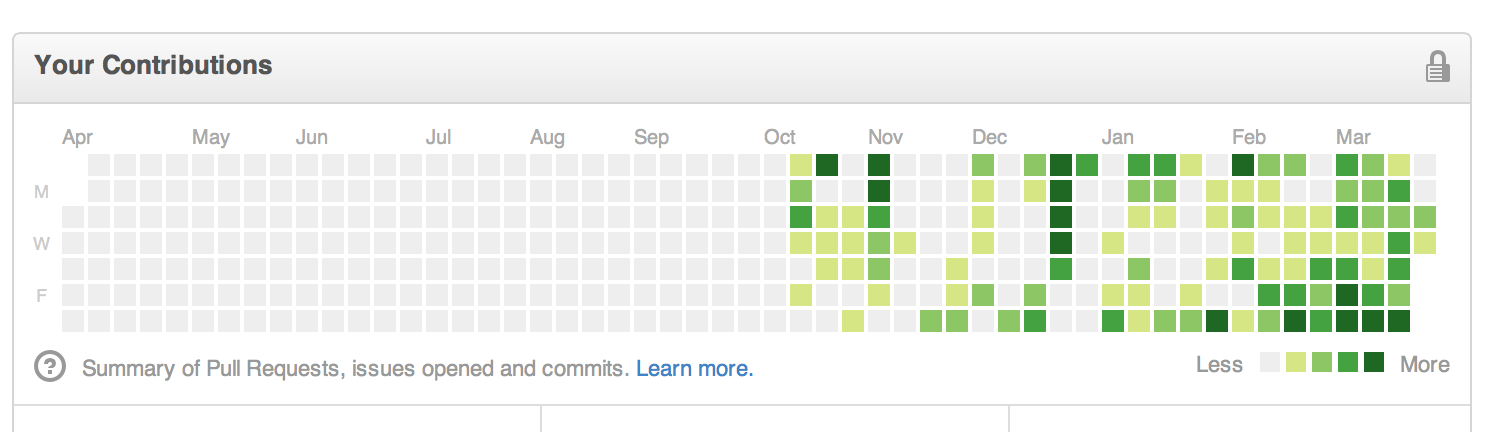 Your Contributions
Apr May Jun Jul Aug Sep Oct Nov Dec Jan Feb Mar
M
W
F
? Summary of Pull Requests, issues opened and commits. Learn more. Less More